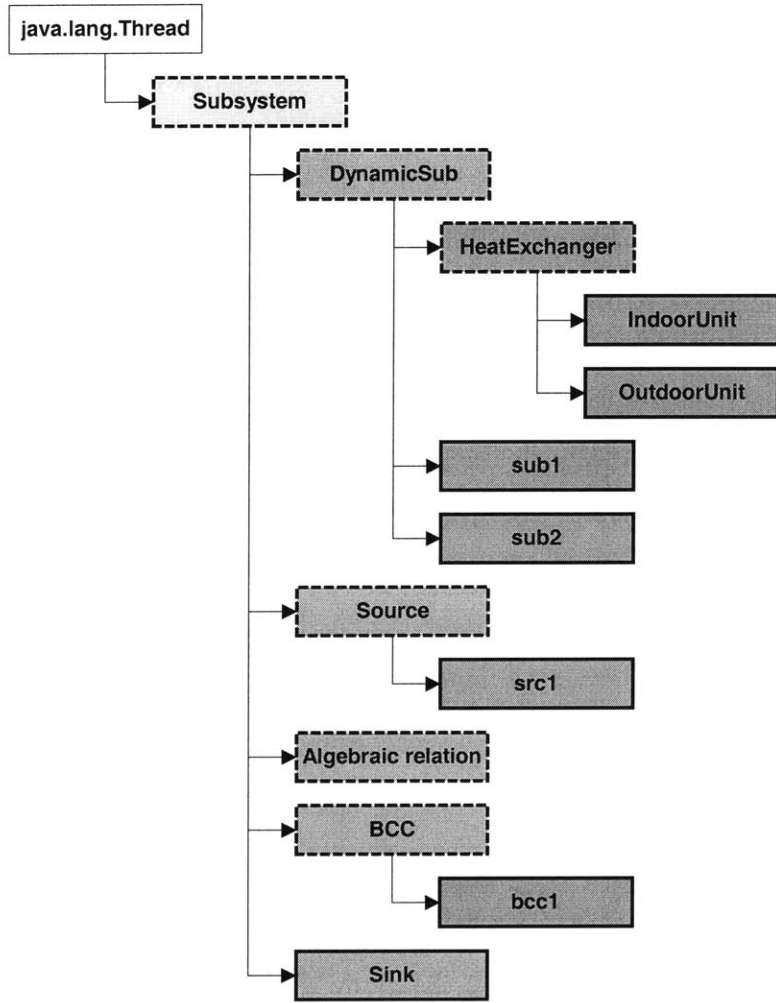 java.lang.Thread
Subsystem
DynamicSub
HeatExchanger
IndoorUnit
OutdoorUnit
sub1
sub2
Source
src1
Algebraic relation
BCC
bcc1
Sink